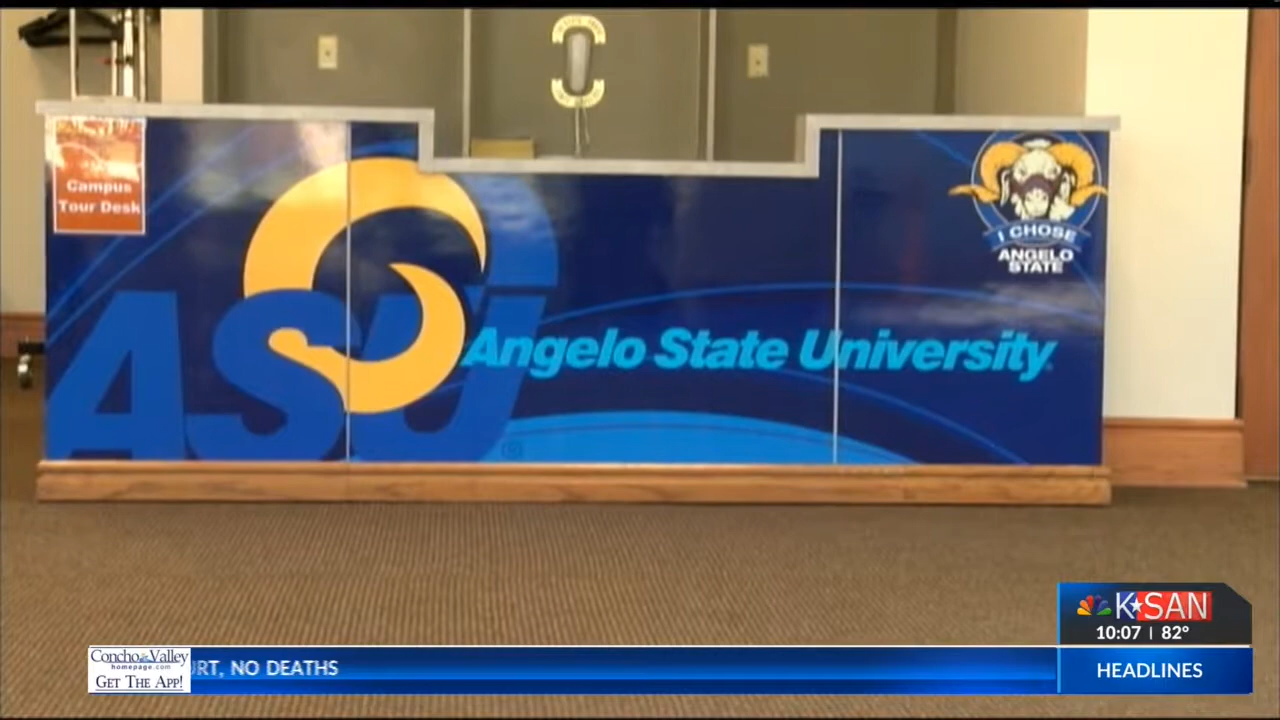 Campus
Tour Desk
ASU
Angelo State University
I CHOSE
ANGELO
STATE
K★SAN
10:07 | 82°
HEADLINES
Concho Valley
homepage.com
GET THE APP!
URT, NO DEATHS